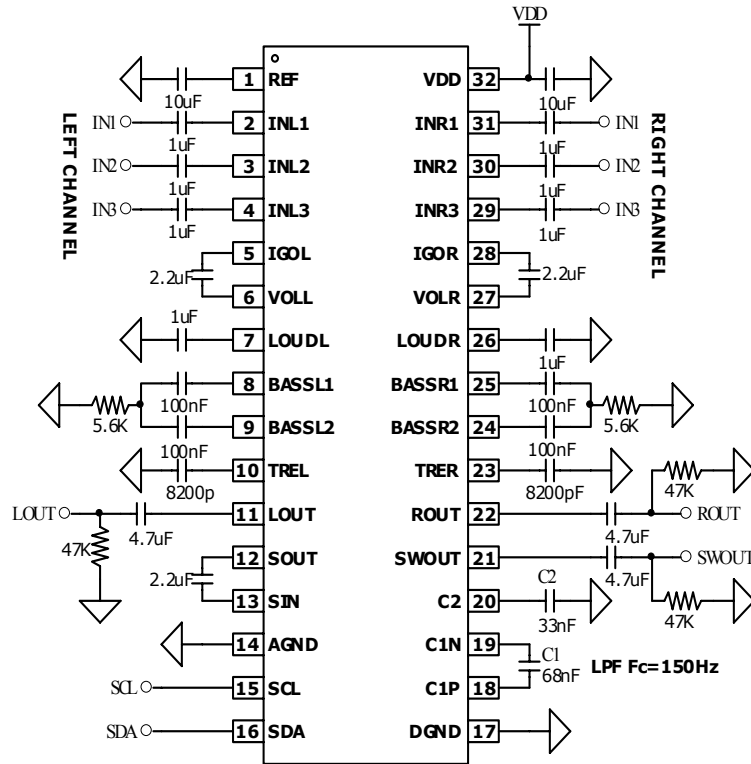 VDD
1 REF VDD 32
10uF 10uF
LEFT CHANNEL
RIGHT CHANNEL
IN1 2 INL1 INR1 31 IN1
1uF 1uF
IN2 3 INL2 INR2 30 IN2
1uF 1uF
IN3 4 INL3 INR3 29 IN3
1uF 1uF
5 IGOL IGOR 28
2.2uF 2.2uF
6 VOLL VOLR 27
1uF
7 LOUDL LOUDR 26
1uF
8 BASSL1 BASSR1 25
5.6K 100nF 100nF 5.6K
9 BASSL2 BASSR2 24
100nF 100nF
10 TREL TRER 23
8200p 8200pF 47K
LOUT 11 LOUT ROUT 22 ROUT
47K 4.7uF 4.7uF
12 SOUT SWOUT 21 SWOUT
2.2uF 4.7uF
13 SIN C2 20 C2
33nF 47K
14 AGND C1N 19
C1
68nF LPF Fc=150Hz
SCL 15 SCL C1P 18
SDA 16 SDA DGND 17